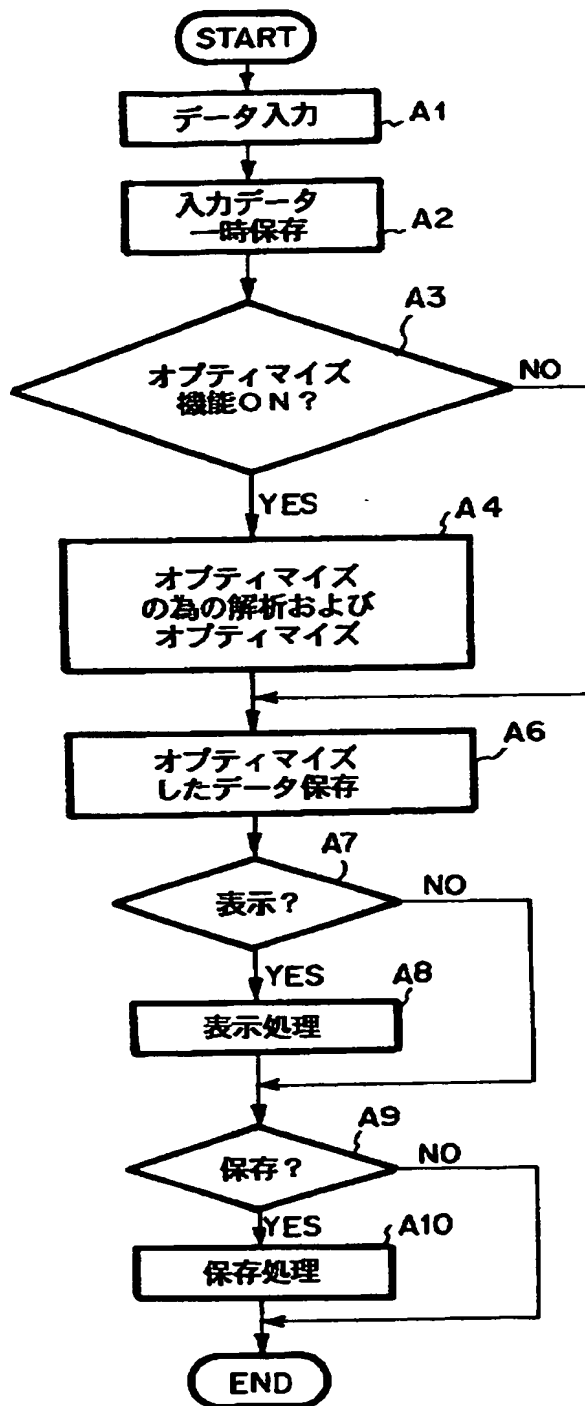 START
データ入力
A1
入力データ
一時保存
A2
A3
オプティマイズ
機能ON?
NO
YES
A4
オプティマイズ
の為の解析および
オプティマイズ
A6
オプティマイズ
したデータ保存
A7
表示?
NO
YES
A8
表示処理
A9
保存?
NO
YES
A10
保存処理
END